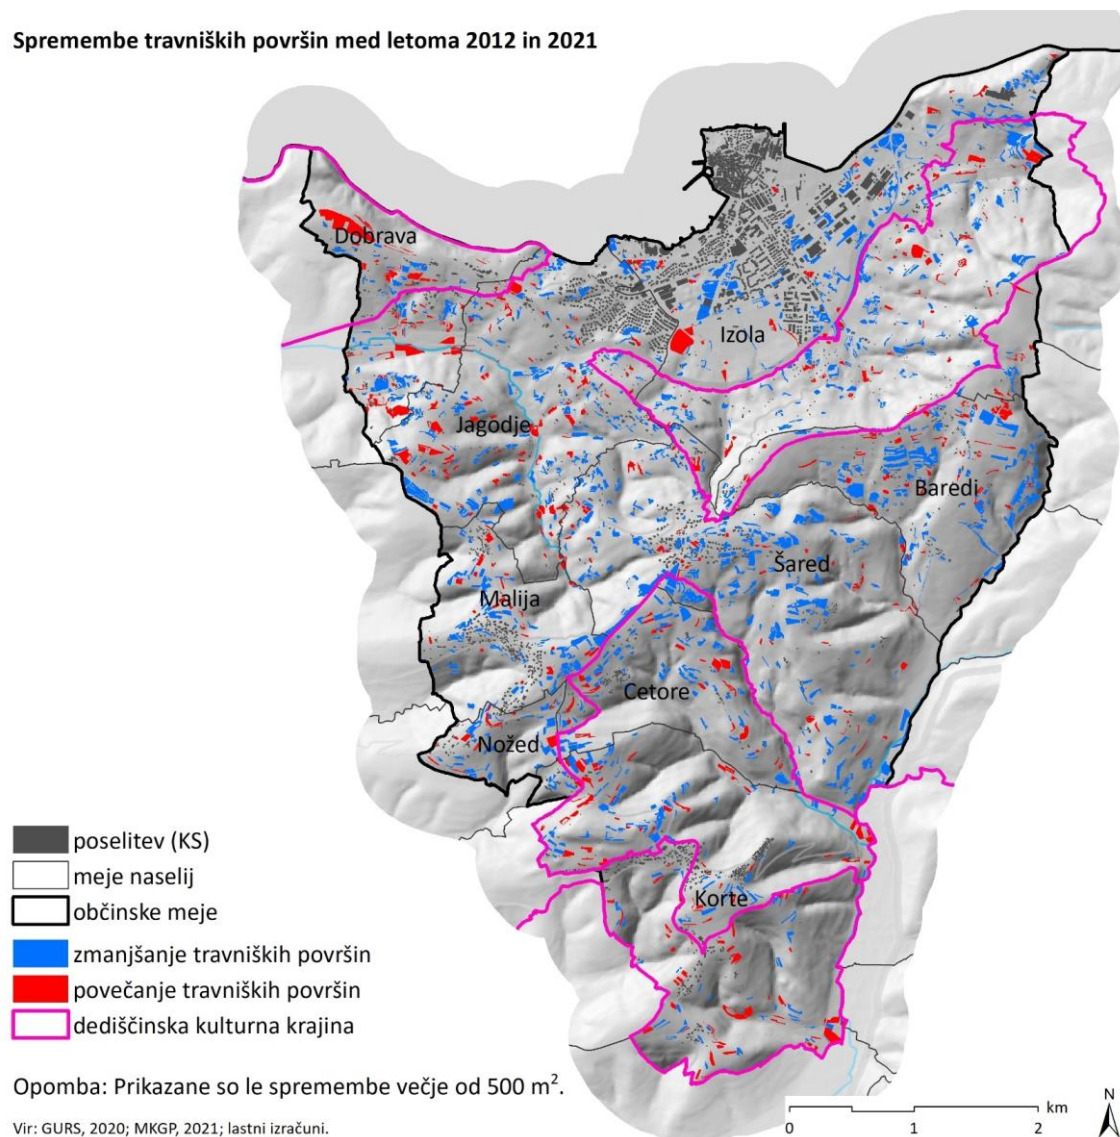 Spremembe travniških površin med letoma 2012 in 2021
Dobrava
Izola
Jagodje
Baredi
Šared
Malija
Cetore
Nožed
Korte
poselitev (KS)
meje naselij
občinske meje
zmanjšanje travniških površin
povečanje travniških površin
dediščinska kulturna krajina
Opomba: Prikazane so le spremembe večje od 500 m².
Vir: GURS, 2020; MKGP, 2021; lastni izračuni.
km
0 1 2
N